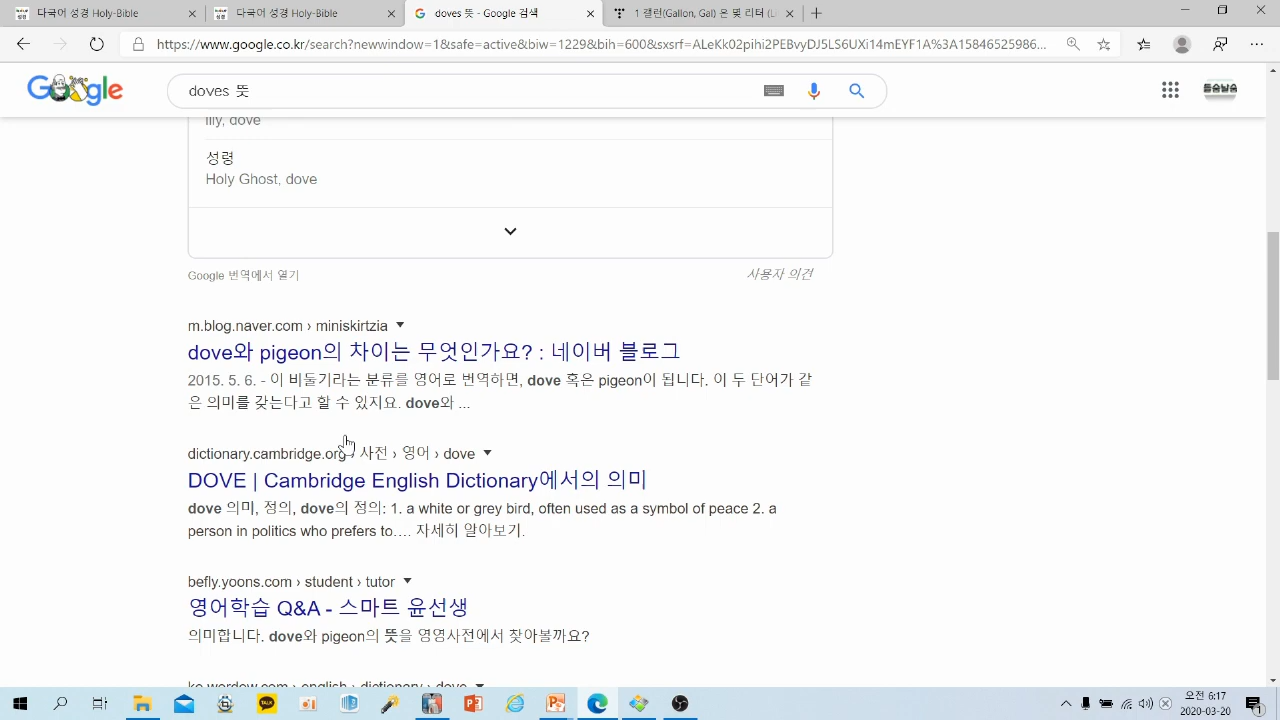 다국어 성경 Holy-Bible
다국어 성경 Holy-Bible
doves 뜻 - Google 검색
1 갤런(Gallon, Gal) 은 몇 리터 (L
https://www.google.co.kr/search?newwindow=1&safe=active&biw=1229&bih=600&sxsrf=ALeKk02pihi2PEBvyDJ5LS6UXi14mEYF1A%3A15846525986...
Google
doves 뜻
들숨날숨
lily, dove
성령
Holy Ghost, dove
Google 번역에서 열기
사용자 의견
m.blog.naver.com › miniskirtzia
dove와 pigeon의 차이는 무엇인가요? : 네이버 블로그
2015. 5. 6. - 이 비둘기라는 분류를 영어로 번역하면, dove 혹은 pigeon이 됩니다. 이 두 단어가 같
은 의미를 갖는다고 할 수 있지요. dove와 ...
dictionary.cambridge.org › 사전 › 영어 › dove
DOVE | Cambridge English Dictionary에서의 의미
dove 의미, 정의, dove의 정의: 1. a white or grey bird, often used as a symbol of peace 2. a
person in politics who prefers to…. 자세히 알아보기.
befly.yoons.com › student › tutor
영어학습 Q&A - 스마트 윤선생
의미합니다. dove와 pigeon의 뜻을 영영사전에서 찾아볼까요?
ko.wordow.com › english › dictionary › dove
TALK
오전 6:17
2020-03-20